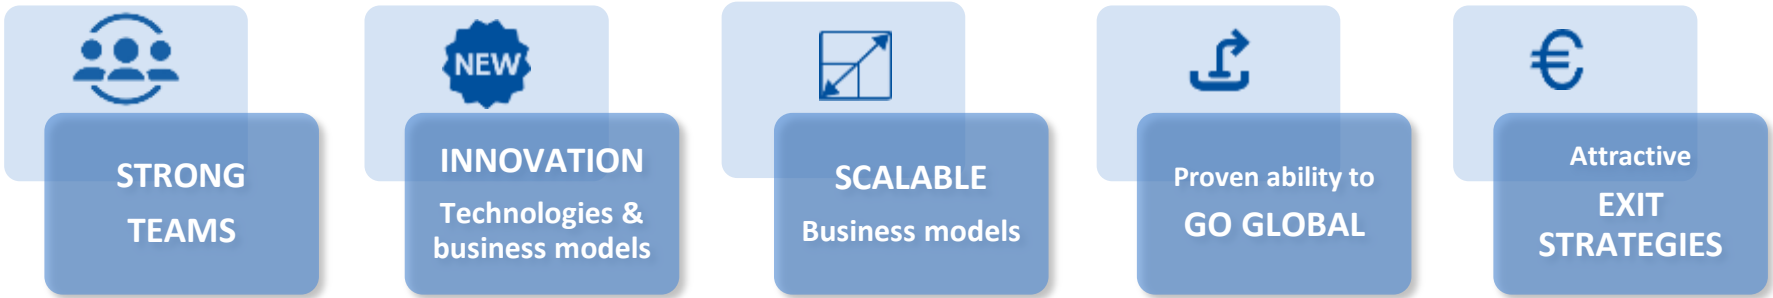 STRONG
TEAMS
NEW
INNOVATION
Technologies &
business models
SCALABLE
Business models
Proven ability to
GO GLOBAL
€
Attractive
EXIT
STRATEGIES